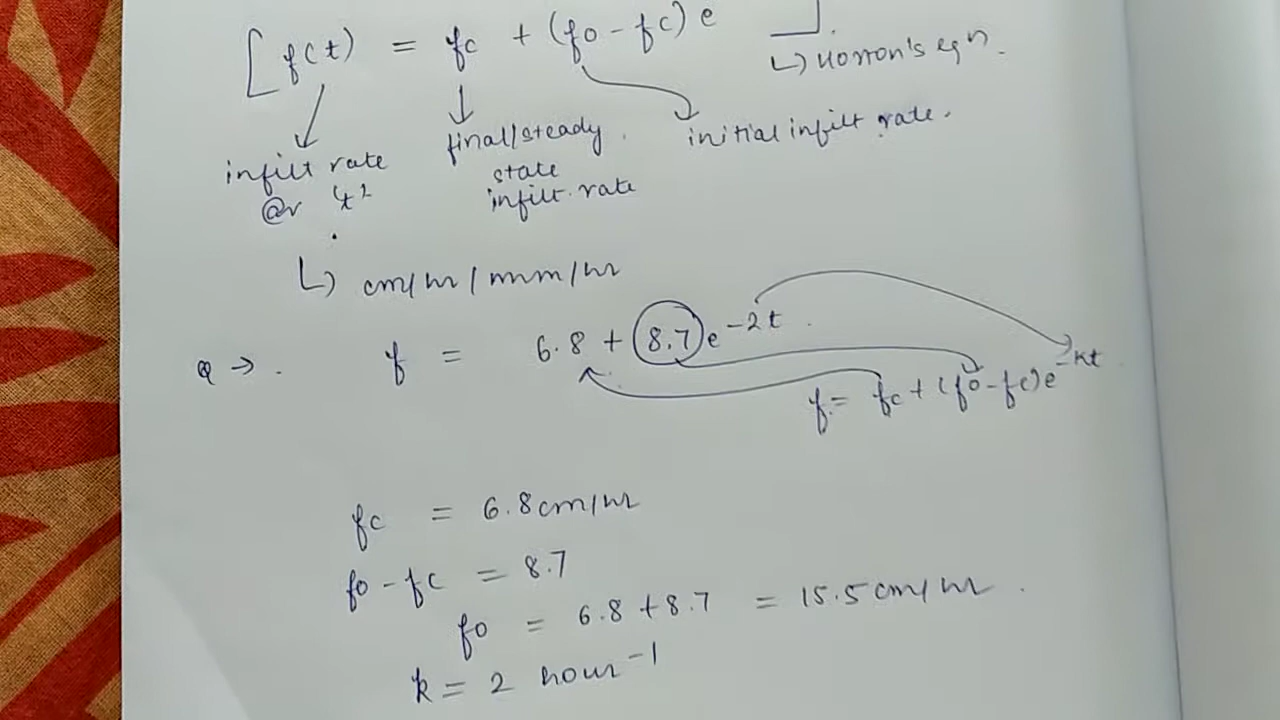 [f(t) = fc + (fo - fc) e ].
↳ Horton's eqn.
infilt rate @ "t"
final/steady state infilt. rate
initial infilt rate.
↳ cm/hr / mm/hr
Q → . f = 6.8 + 8.7 e^-2t .
f = fc + (fo - fc) e^-kt
fc = 6.8 cm/hr
fo - fc = 8.7
fo = 6.8 + 8.7 = 15.5 cm/hr .
k = 2 hour^-1